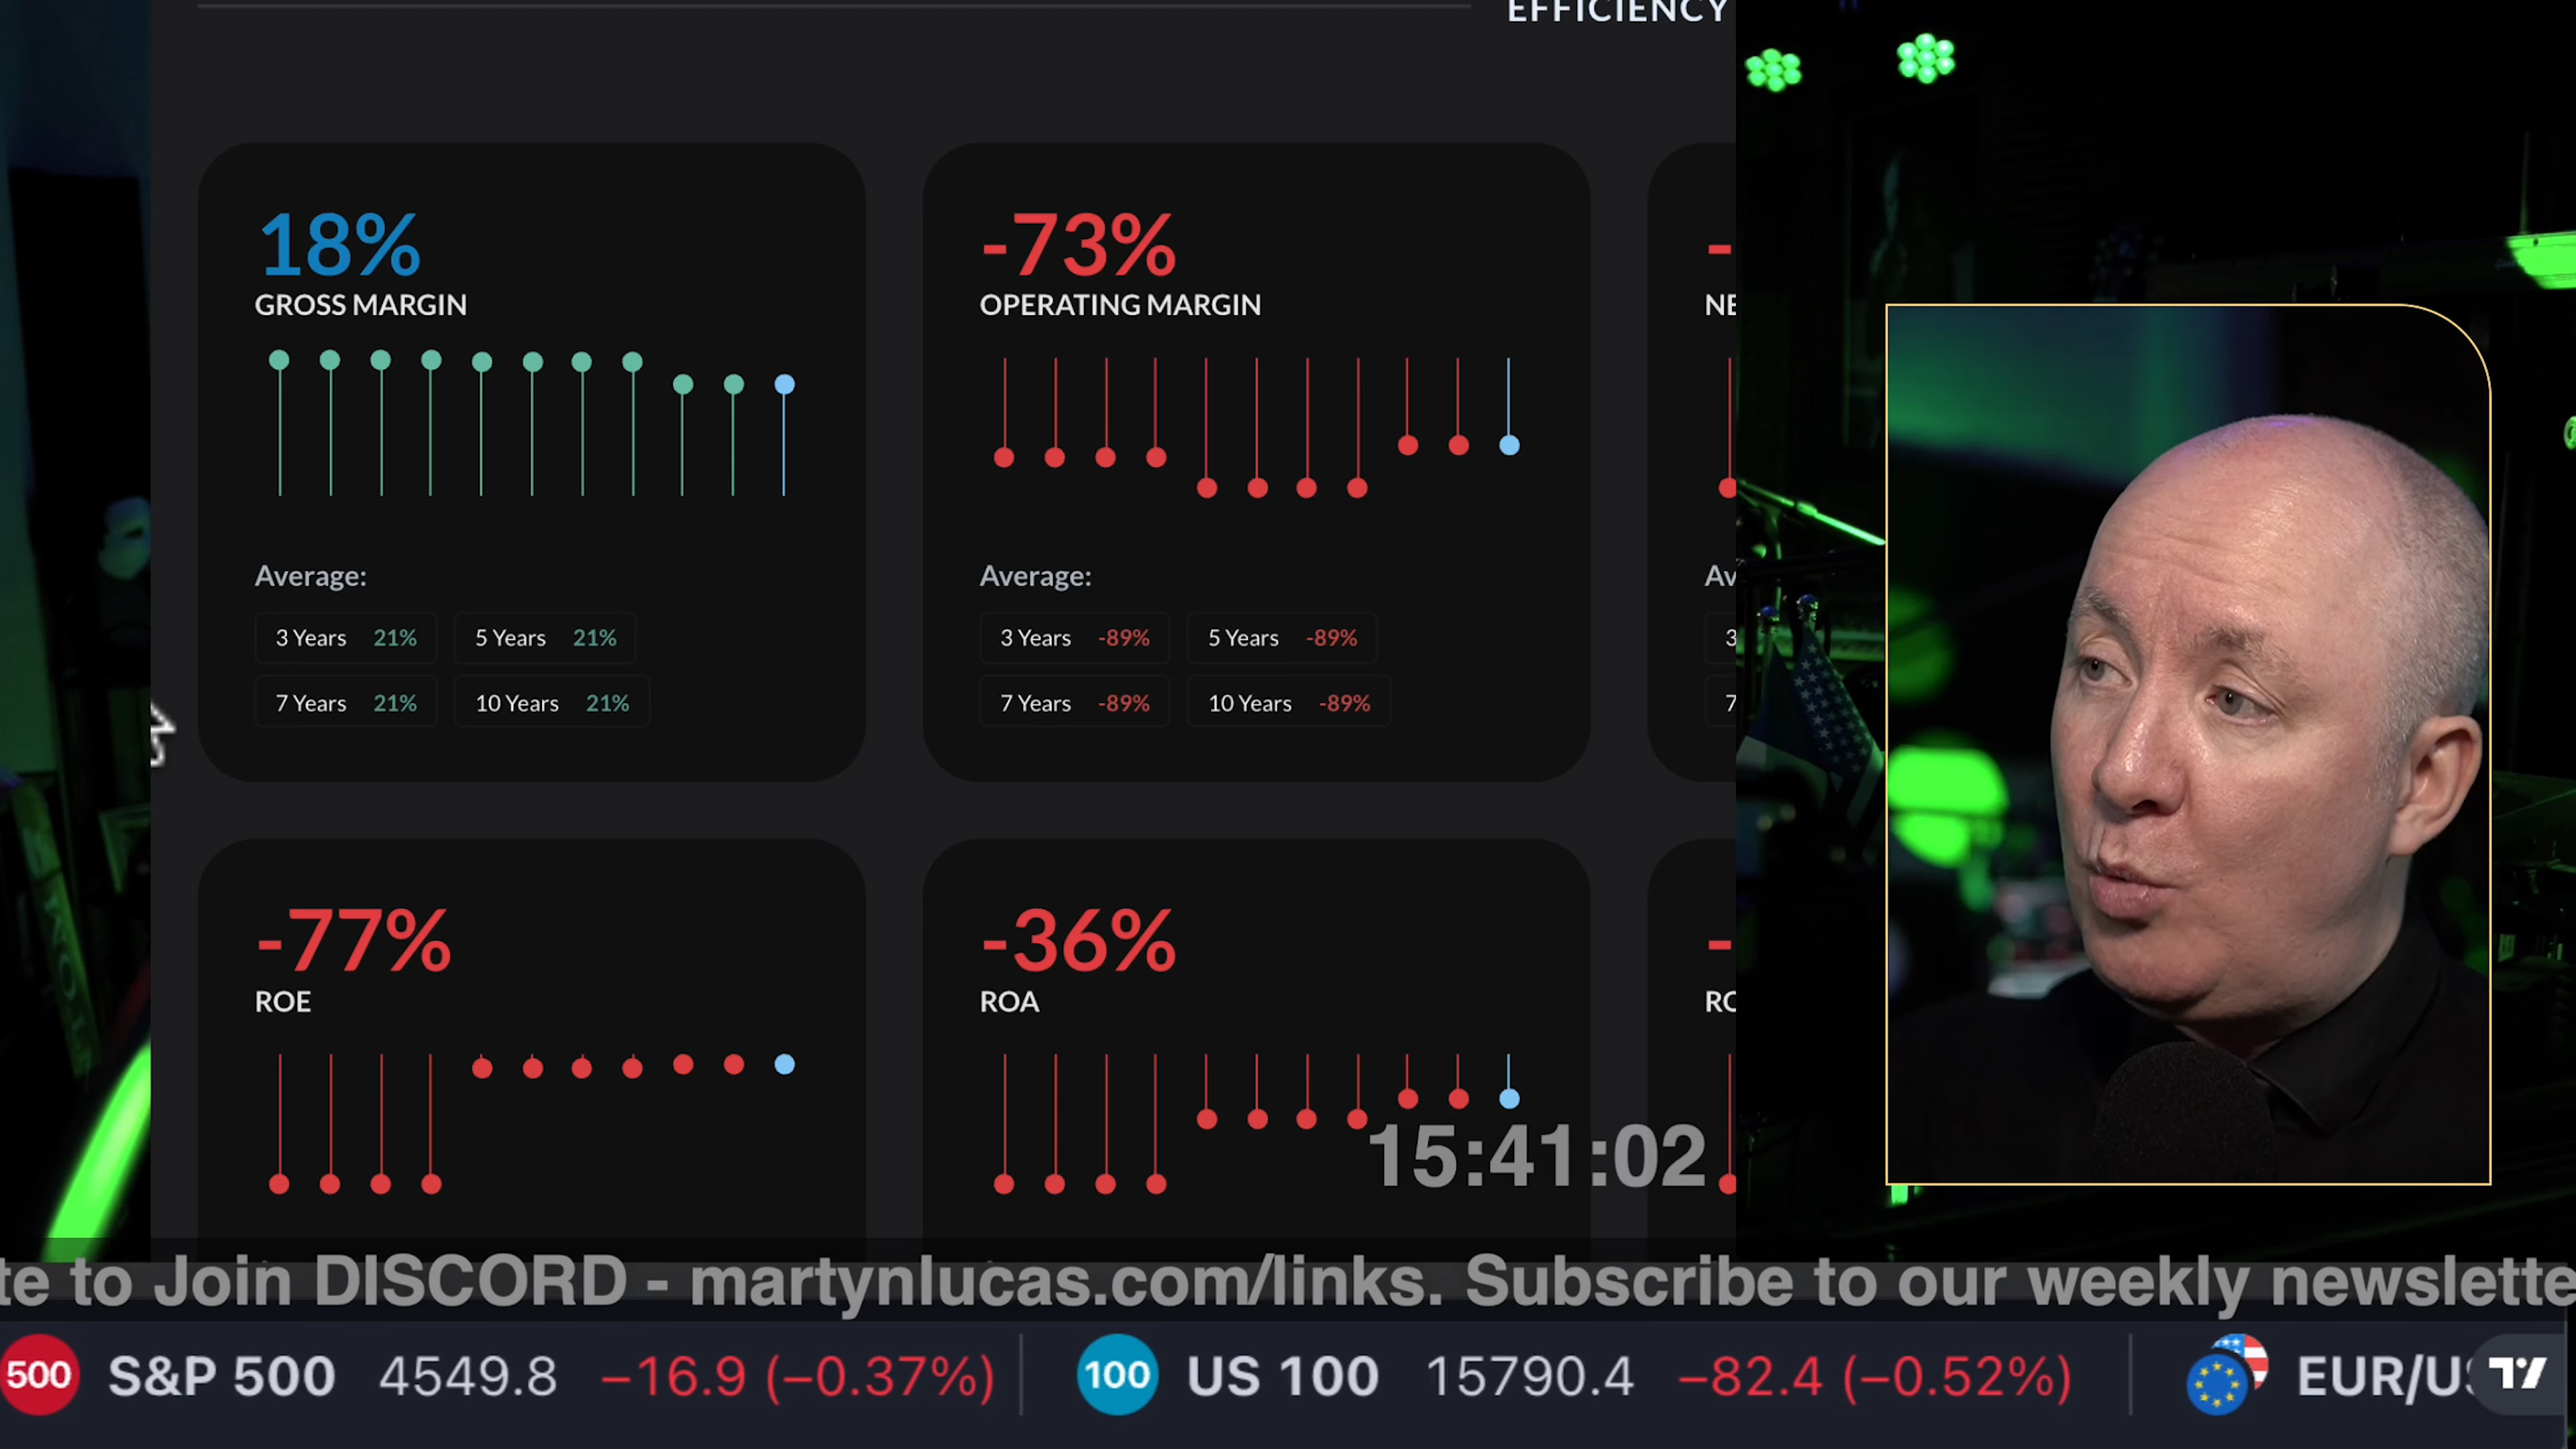 EFFICIENCY
18%
GROSS MARGIN
Average:
3 Years 21%
5 Years 21%
7 Years 21%
10 Years 21%
-73%
OPERATING MARGIN
Average:
3 Years -89%
5 Years -89%
7 Years -89%
10 Years -89%
-
NE
Av
3
7
-77%
ROE
-36%
ROA
-
RO
15:41:02
te to Join DISCORD - martynlucas.com/links. Subscribe to our weekly newslette
500 S&P 500 4549.8 −16.9 (−0.37%)
100 US 100 15790.4 −82.4 (−0.52%)
EUR/US